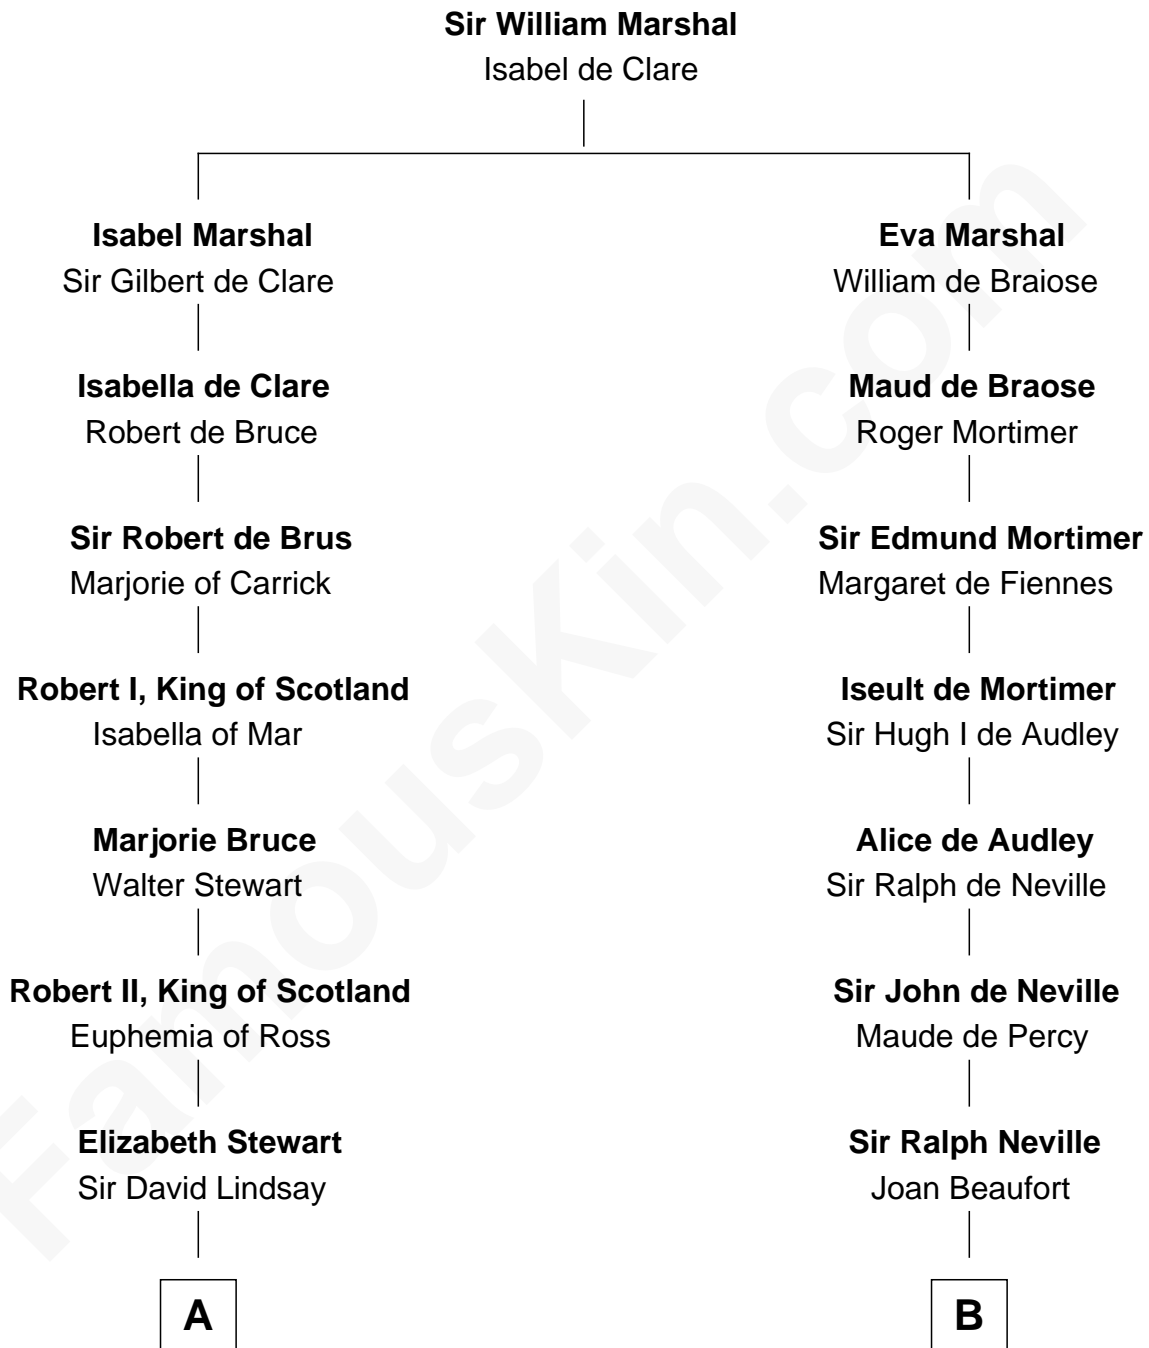 Sir William Marshal
Isabel de Clare
Isabel Marshal
Sir Gilbert de Clare
Eva Marshal
William de Braiose
Isabella de Clare
Robert de Bruce
Maud de Braose
Roger Mortimer
Sir Robert de Brus
Marjorie of Carrick
Sir Edmund Mortimer
Margaret de Fiennes
Robert I, King of Scotland
Isabella of Mar
Iseult de Mortimer
Sir Hugh I de Audley
Marjorie Bruce
Walter Stewart
Alice de Audley
Sir Ralph de Neville
Robert II, King of Scotland
Euphemia of Ross
Sir John de Neville
Maude de Percy
Elizabeth Stewart
Sir David Lindsay
Sir Ralph Neville
Joan Beaufort
A
B
FamousKin.com